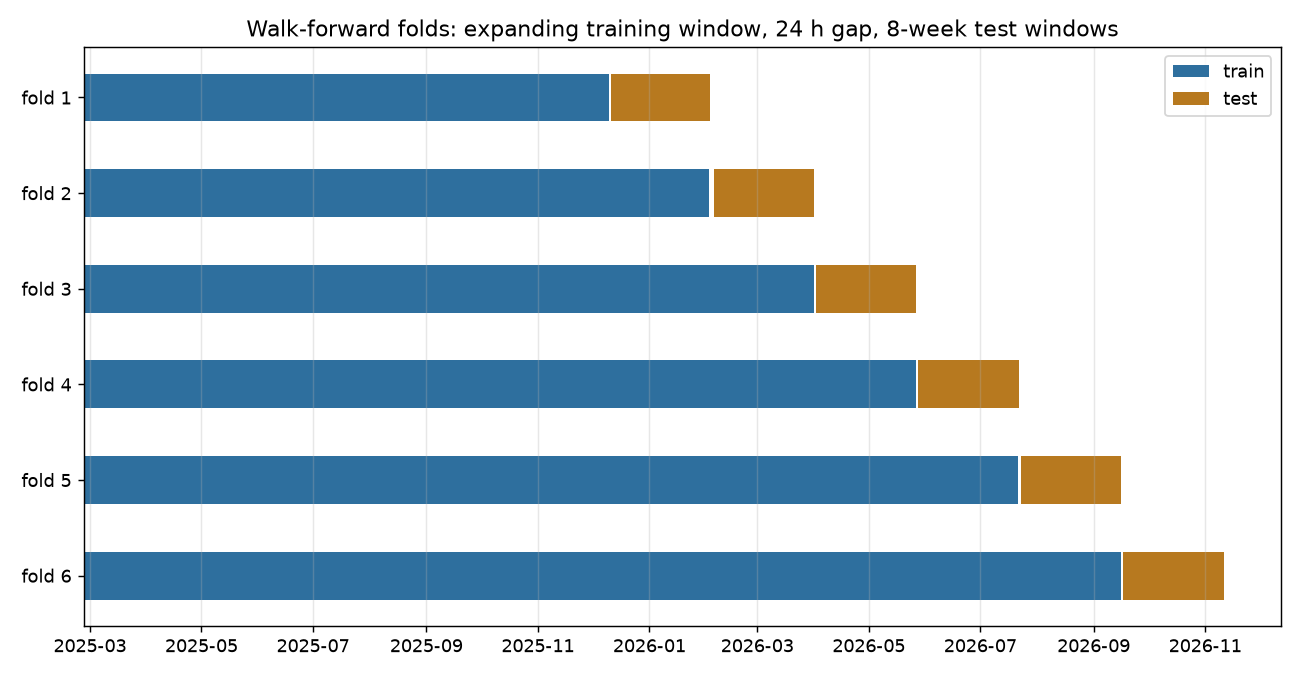 Walk-forward folds: expanding training window, 24 h gap, 8-week test windows
train
test
fold 1
fold 2
fold 3
fold 4
fold 5
fold 6
2025-03 2025-05 2025-07 2025-09 2025-11 2026-01 2026-03 2026-05 2026-07 2026-09 2026-11